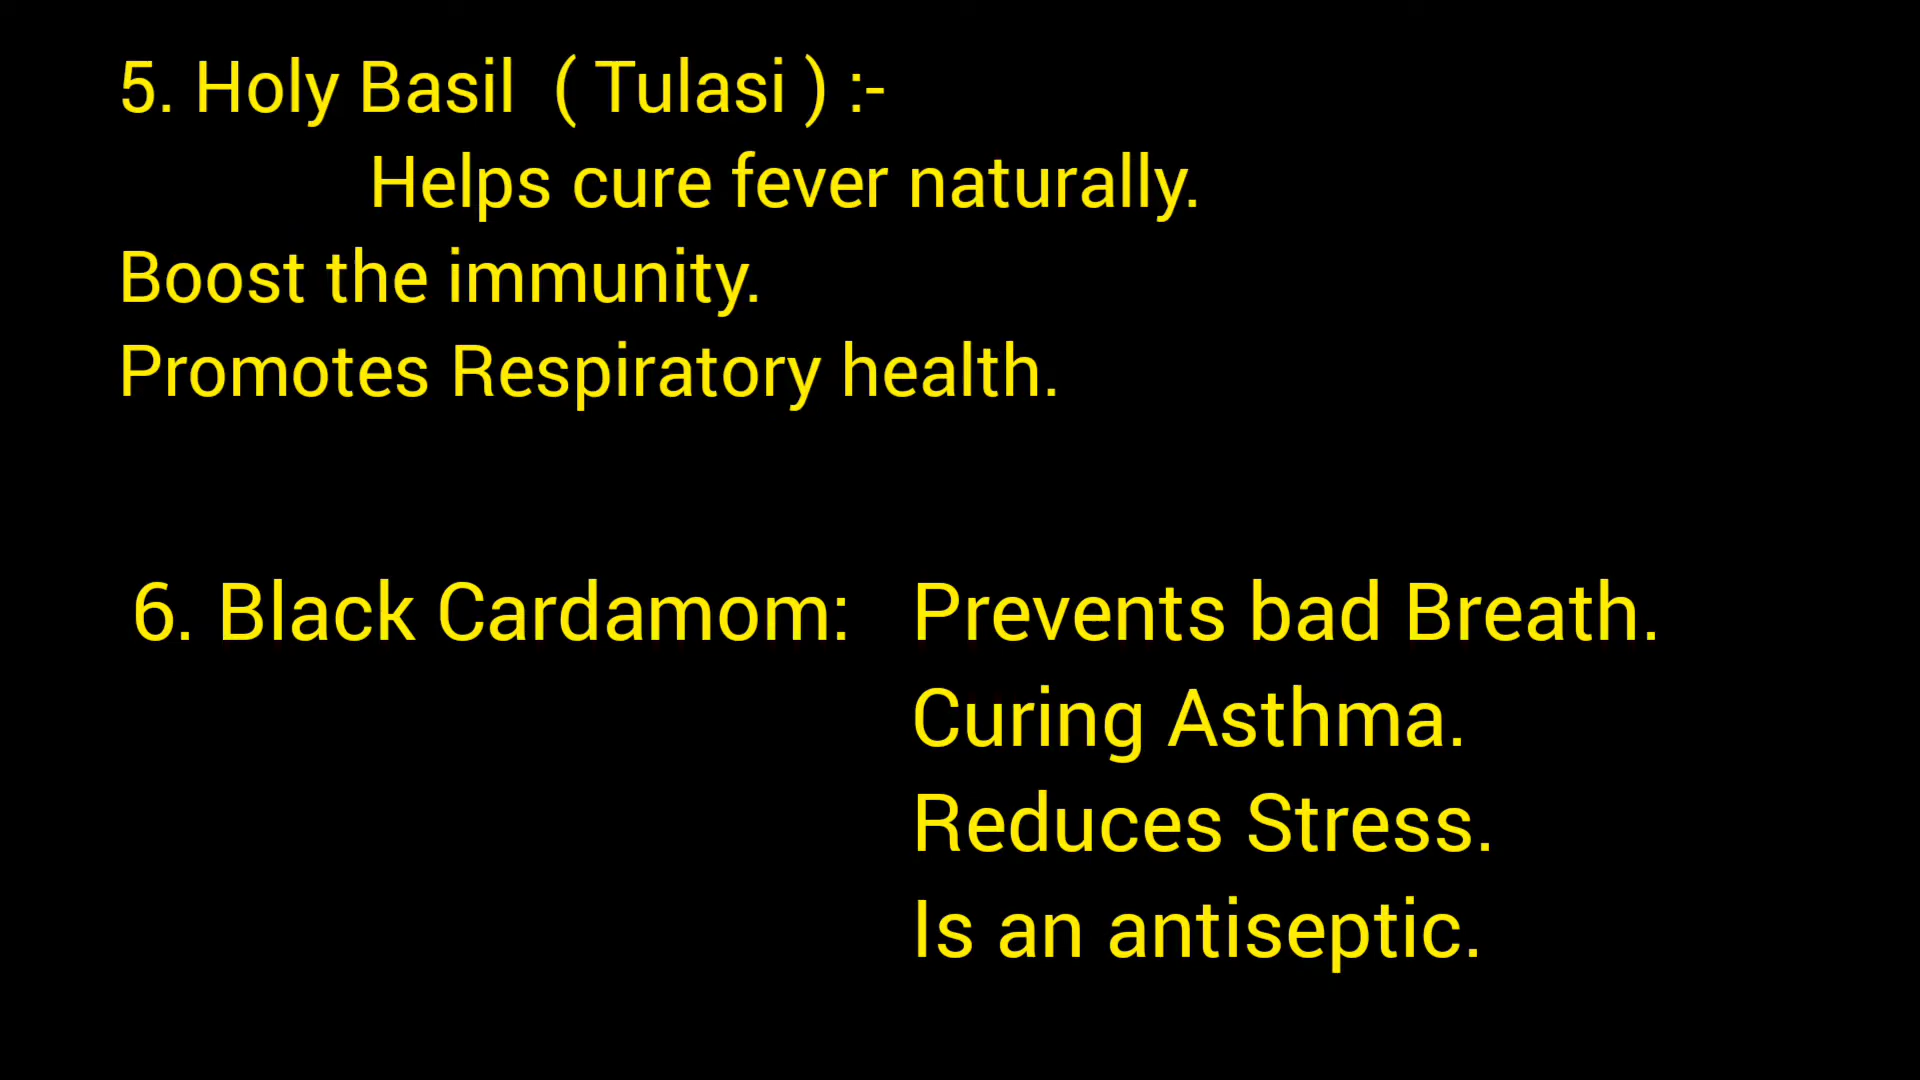 5. Holy Basil ( Tulasi ) :-
Helps cure fever naturally.
Boost the immunity.
Promotes Respiratory health.
6. Black Cardamom: Prevents bad Breath.
Curing Asthma.
Reduces Stress.
Is an antiseptic.